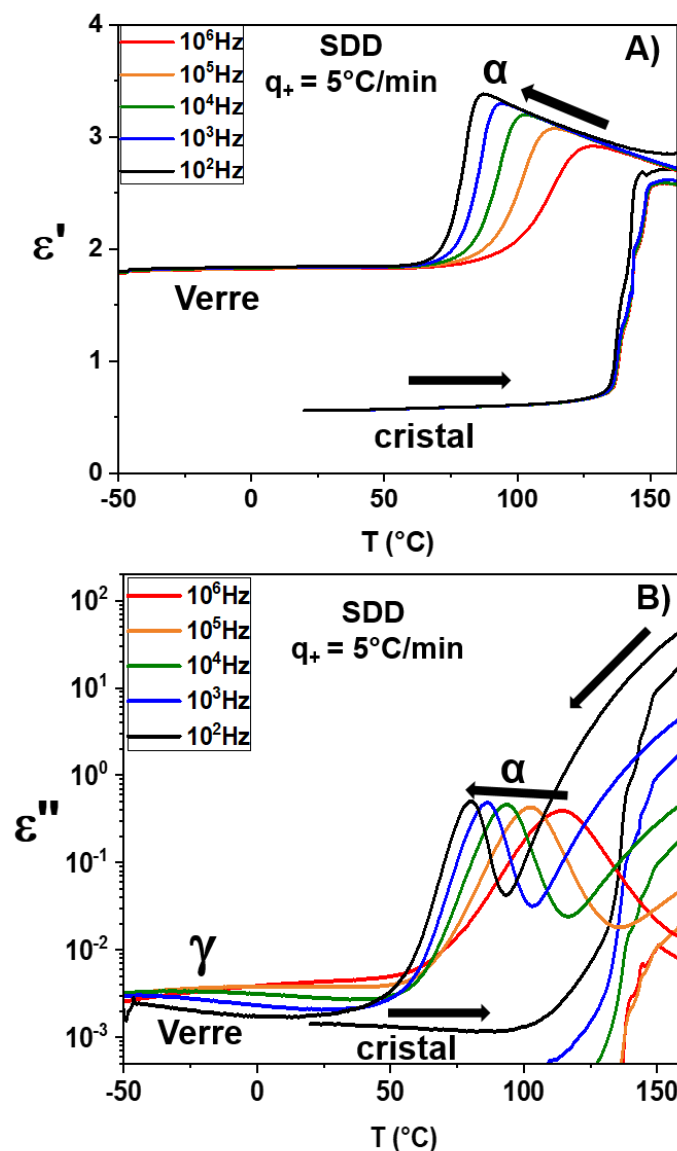 A)
SDD
q₊ = 5°C/min
10⁶Hz
10⁵Hz
10⁴Hz
10³Hz
10²Hz
α
Verre
cristal
ε'
4
3
2
1
0
-50 0 50 100 150
T (°C)
B)
SDD
q₊ = 5°C/min
10⁶Hz
10⁵Hz
10⁴Hz
10³Hz
10²Hz
α
γ
Verre
cristal
ε"
10²
10¹
10⁰
10⁻¹
10⁻²
10⁻³
-50 0 50 100 150
T (°C)